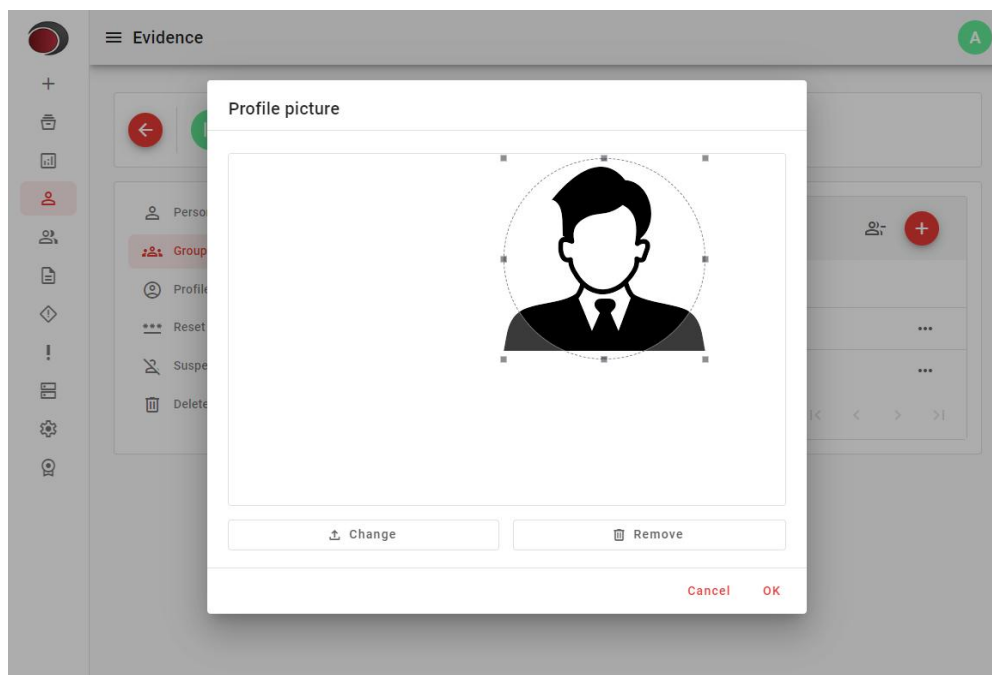 Evidence
A
Profile picture
Perso
Group
Profile
Reset
Suspe
Delete
Change
Remove
Cancel
OK